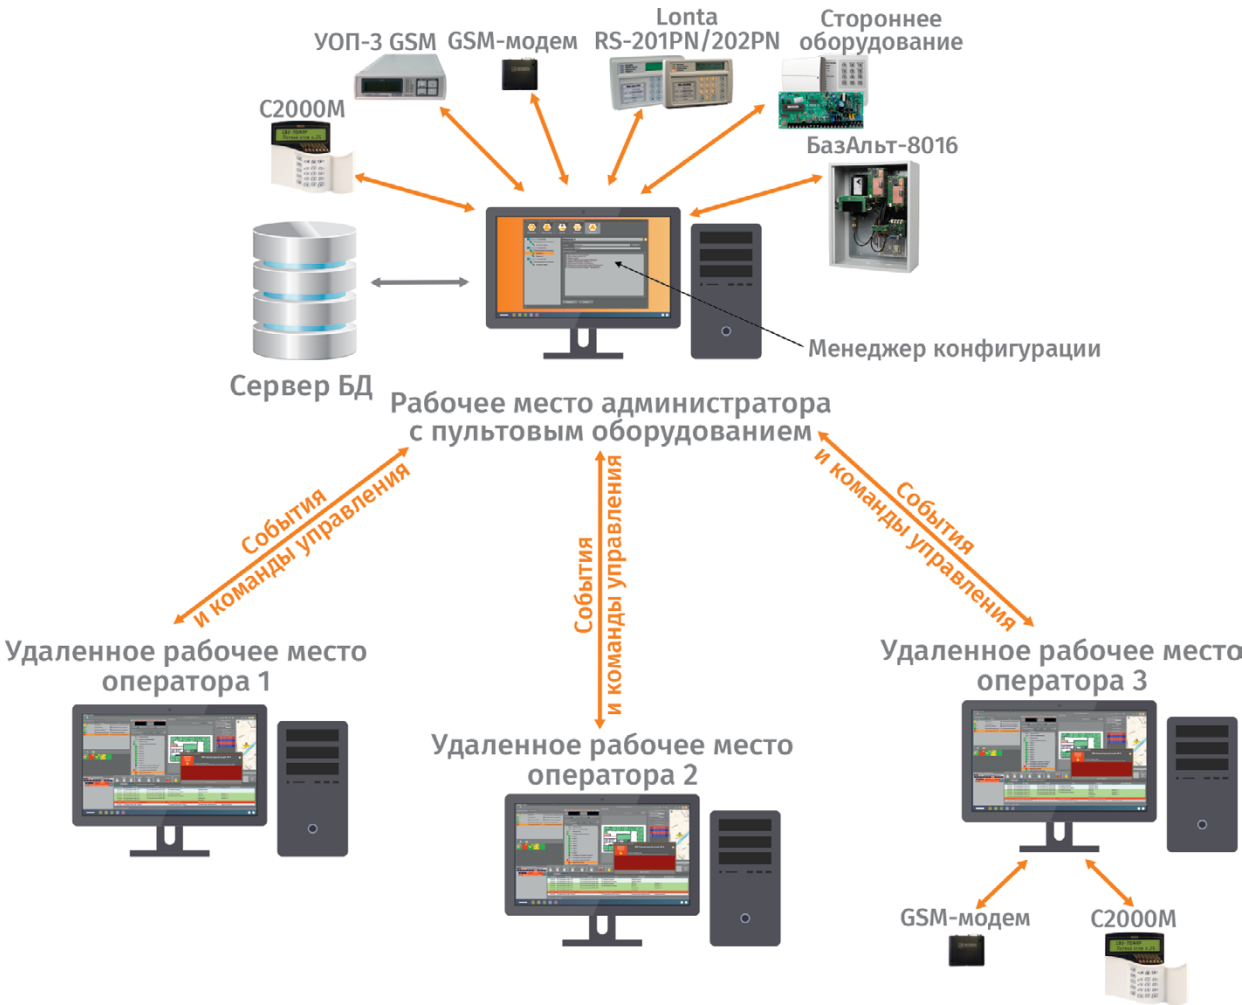 УОП-3 GSM
GSM-модем
Lonta
RS-201PN/202PN
Стороннее
оборудование
С2000М
БазАльт-8016
Менеджер конфигурации
Сервер БД
Рабочее место администратора
с пультовым оборудованием
События
и команды управления
События
и команды управления
События
и команды управления
Удаленное рабочее место
оператора 1
Удаленное рабочее место
оператора 2
Удаленное рабочее место
оператора 3
GSM-модем
С2000М